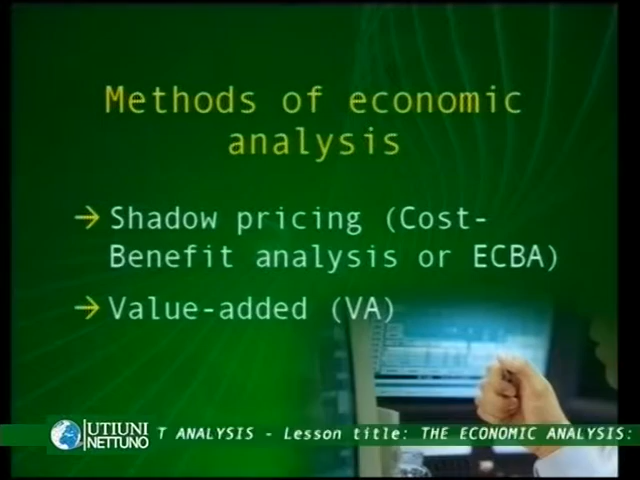 Methods of economic
analysis
→ Shadow pricing (Cost-
Benefit analysis or ECBA)
→ Value-added (VA)
UTIUNI
NETTUNO
T ANALYSIS - Lesson title: THE ECONOMIC ANALYSIS: